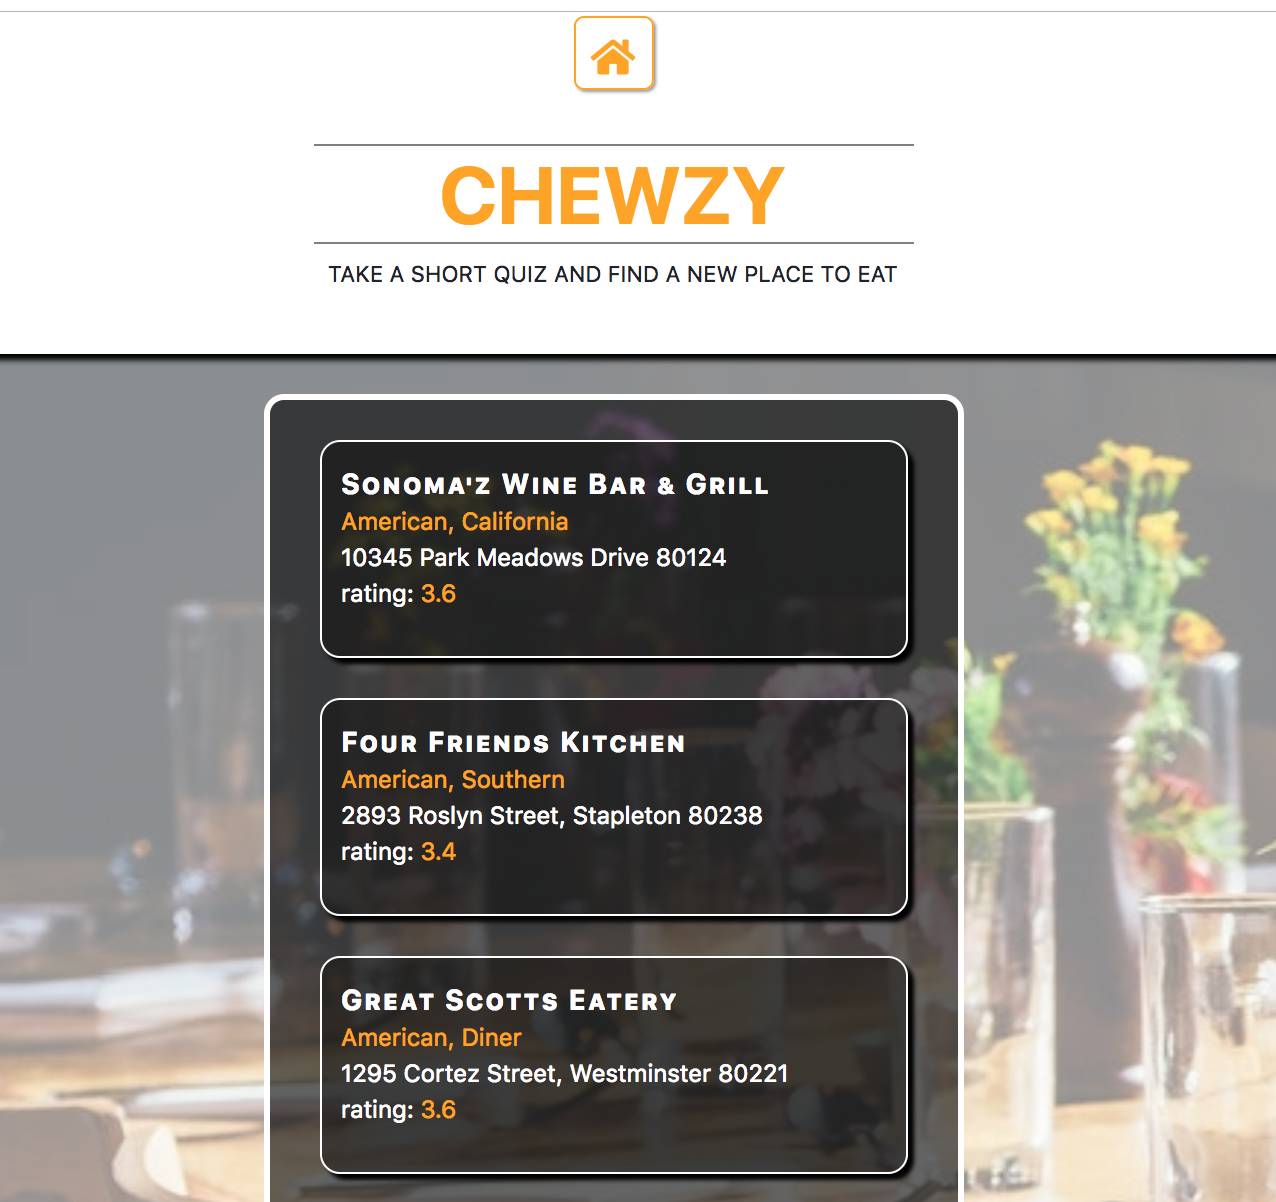 CHEWZY
TAKE A SHORT QUIZ AND FIND A NEW PLACE TO EAT
Sonoma'z Wine Bar & Grill
American, California
10345 Park Meadows Drive 80124
rating: 3.6
Four Friends Kitchen
American, Southern
2893 Roslyn Street, Stapleton 80238
rating: 3.4
Great Scotts Eatery
American, Diner
1295 Cortez Street, Westminster 80221
rating: 3.6